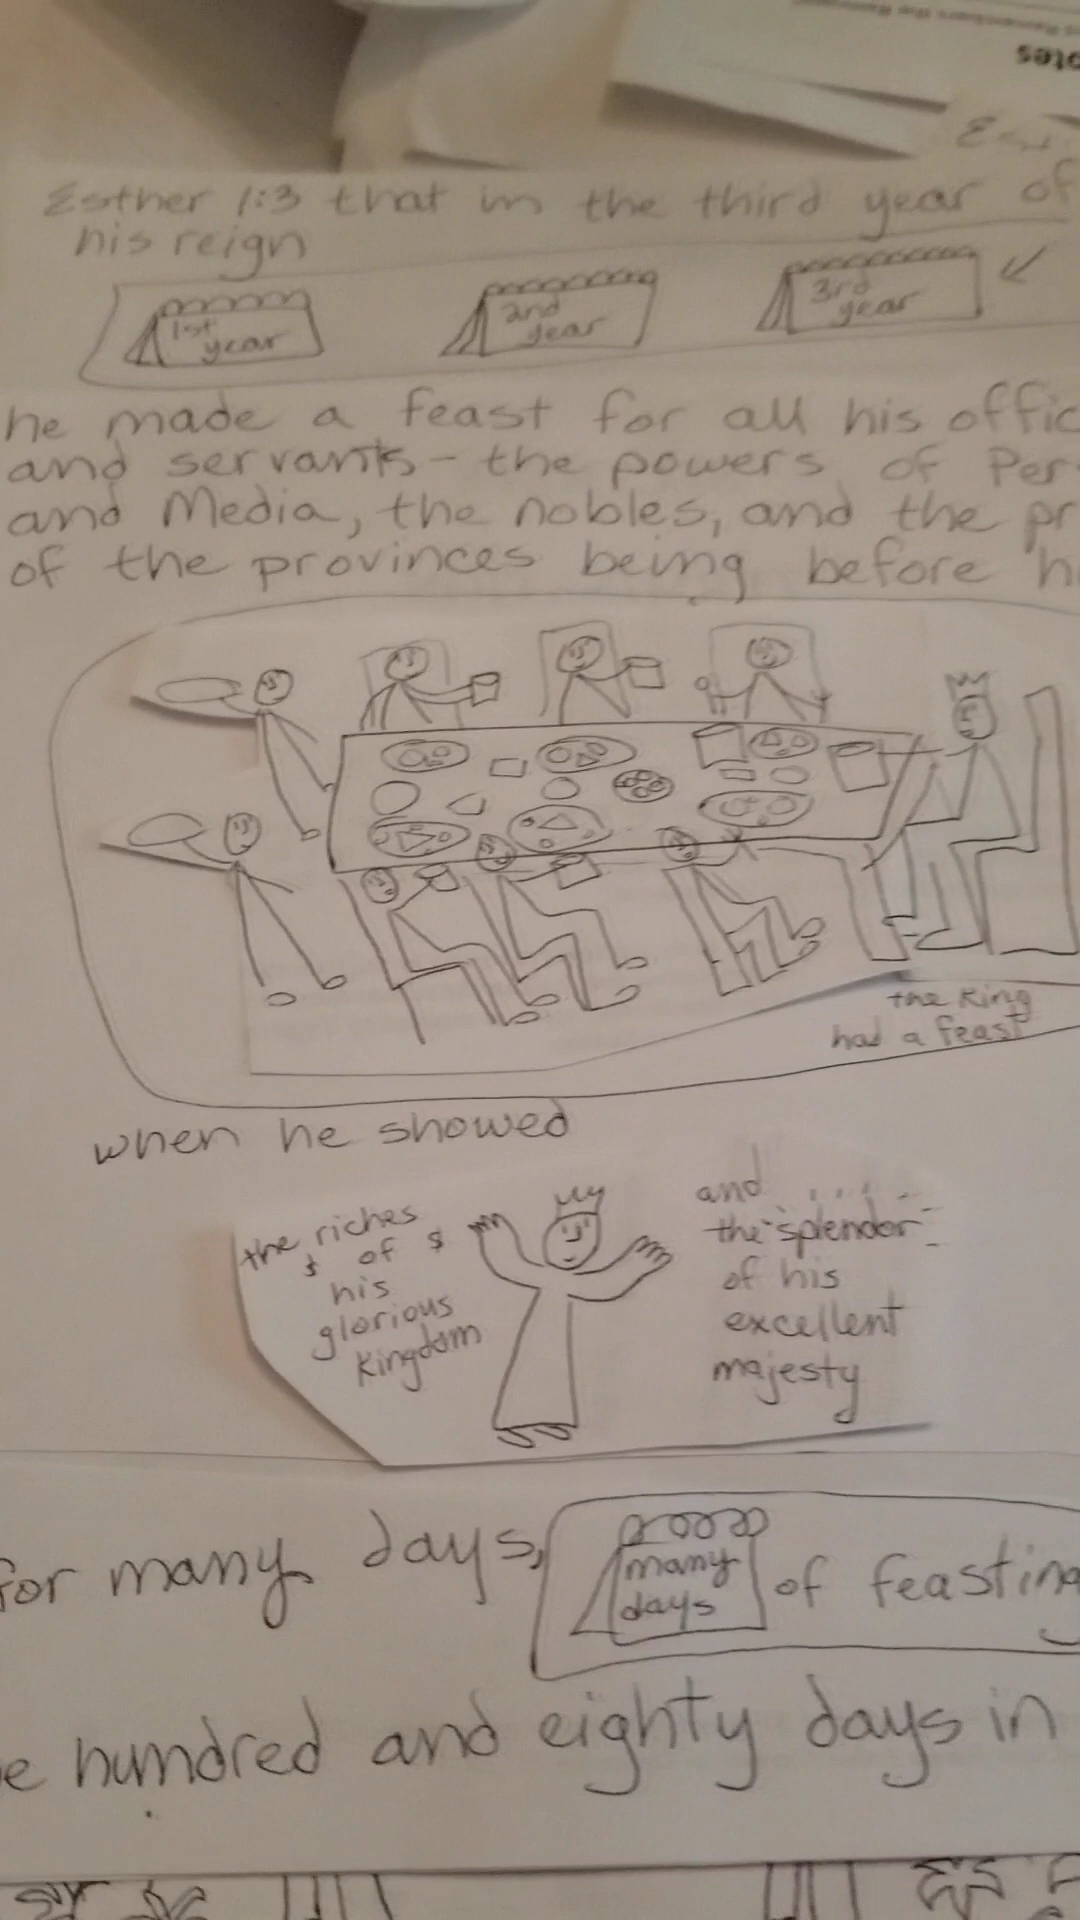 otes
Esther 1:3 that in the third year of
his reign
1st year
2nd year
3rd year
he made a feast for all his offic
and servants - the powers of Per
and Media, the nobles, and the pr
of the provinces being before h
the King
had a feast
when he showed
the riches
$ of $
his
glorious
Kingdom
and
the splendor
of his
excellent
majesty
for many days,
many
days
of feasting
e hundred and eighty days in